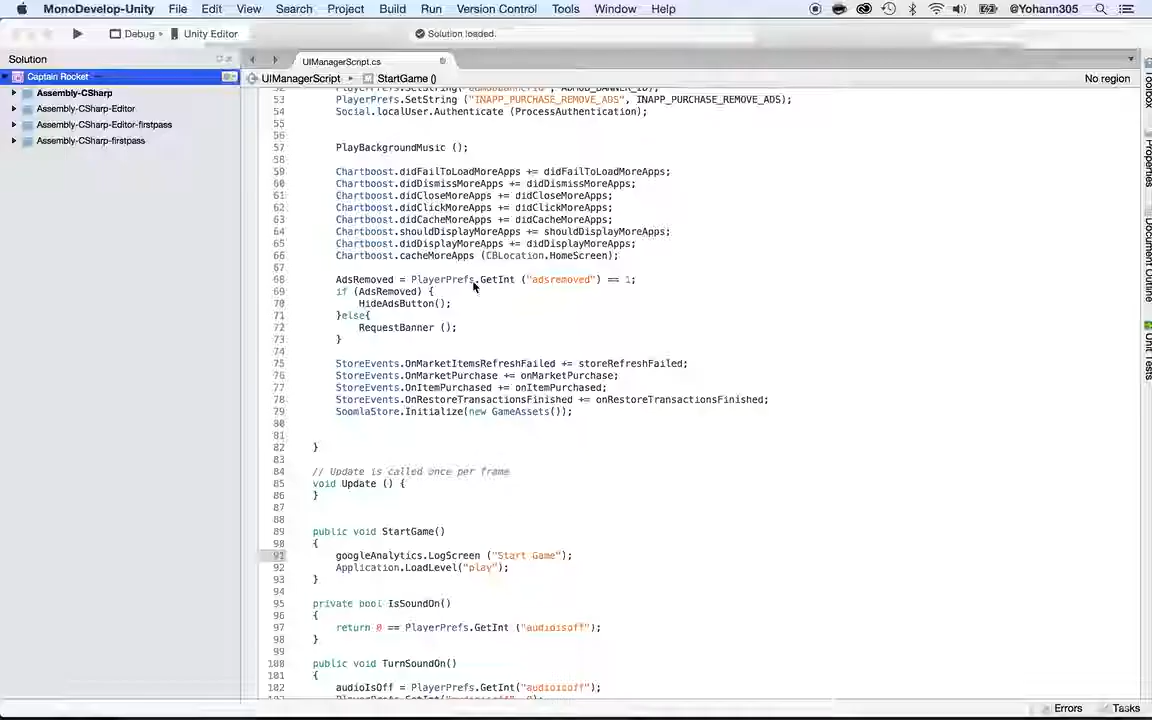 MonoDevelop-Unity File Edit View Search Project Build Run Version Control Tools Window Help @Yohann305
Debug Unity Editor Solution loaded.
Solution
UIManagerScript.cs
Captain Rocket
UIManagerScript StartGame () No region
Assembly-CSharp
Assembly-CSharp-Editor
Assembly-CSharp-Editor-firstpass
Assembly-CSharp-firstpass
53 PlayerPrefs.SetString ("INAPP_PURCHASE_REMOVE_ADS", INAPP_PURCHASE_REMOVE_ADS);
54 Social.localUser.Authenticate (ProcessAuthentication);
55
56
57 PlayBackgroundMusic ();
58
59 Chartboost.didFailToLoadMoreApps += didFailToLoadMoreApps;
60 Chartboost.didDismissMoreApps += didDismissMoreApps;
61 Chartboost.didCloseMoreApps += didCloseMoreApps;
62 Chartboost.didClickMoreApps += didClickMoreApps;
63 Chartboost.didCacheMoreApps += didCacheMoreApps;
64 Chartboost.shouldDisplayMoreApps += shouldDisplayMoreApps;
65 Chartboost.didDisplayMoreApps += didDisplayMoreApps;
66 Chartboost.cacheMoreApps (CBLocation.HomeScreen);
67
68 AdsRemoved = PlayerPrefs.GetInt ("adsremoved") == 1;
69 if (AdsRemoved) {
70 HideAdsButton();
71 }else{
72 RequestBanner ();
73 }
74
75 StoreEvents.OnMarketItemsRefreshFailed += storeRefreshFailed;
76 StoreEvents.OnMarketPurchase += onMarketPurchase;
77 StoreEvents.OnItemPurchased += onItemPurchased;
78 StoreEvents.OnRestoreTransactionsFinished += onRestoreTransactionsFinished;
79 SoomlaStore.Initialize(new GameAssets());
80
81
82 }
83
84 // Update is called once per frame
85 void Update () {
86 }
87
88
89 public void StartGame()
90 {
91 googleAnalytics.LogScreen ("Start Game");
92 Application.LoadLevel("play");
93 }
94
95 private bool IsSoundOn()
96 {
97 return 0 == PlayerPrefs.GetInt ("audioisoff");
98 }
99
100 public void TurnSoundOn()
101 {
102 audioIsOff = PlayerPrefs.GetInt("audioisoff");
Toolbox
Properties
Document Outline
Unit Tests
Errors Tasks